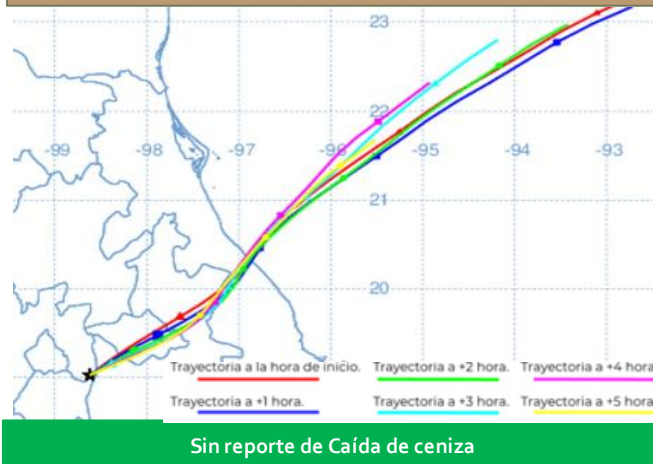 23
22
-99 -98 -97 -96 -95 -94 -93
21
20
Trayectoria a la hora de inicio. Trayectoria a +2 hora. Trayectoria a +4 hora
Trayectoria a +1 hora. Trayectoria a +3 hora. Trayectoria a +5 hora
Sin reporte de Caída de ceniza